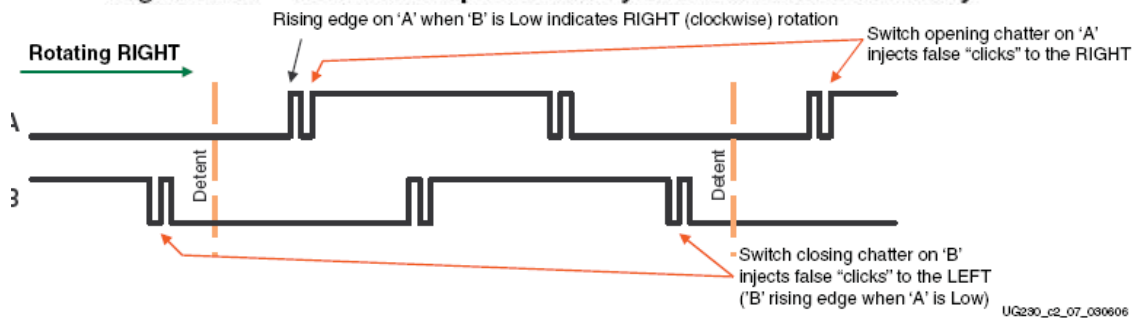 Rising edge on ‘A’ when ‘B’ is Low indicates RIGHT (clockwise) rotation
Switch opening chatter on ‘A’
injects false “clicks” to the RIGHT
Rotating RIGHT
A
Detent
Detent
B
Switch closing chatter on ‘B’
injects false “clicks” to the LEFT
(’B’ rising edge when ‘A’ is Low)
UG230_c2_07_030606